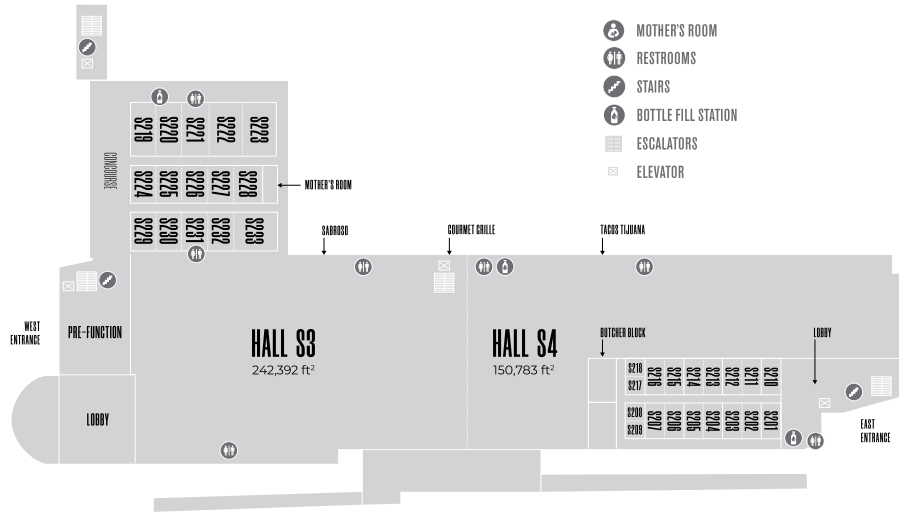 MOTHER'S ROOM
RESTROOMS
STAIRS
BOTTLE FILL STATION
ESCALATORS
ELEVATOR
CONCOURSE
S219 S220 S221 S222 S223
S224 S225 S226 S227 S228
MOTHER'S ROOM
S229 S230 S231 S232 S233
SABROSO
GOURMET GRILLE
TACOS TIJUANA
WEST
ENTRANCE
PRE-FUNCTION
LOBBY
HALL S3
242,392 ft²
HALL S4
150,783 ft²
BUTCHER BLOCK
LOBBY
S218
S217
S216 S215 S214 S213 S212 S211 S210
S208
S209
S207 S206 S205 S204 S203 S202 S201
EAST
ENTRANCE